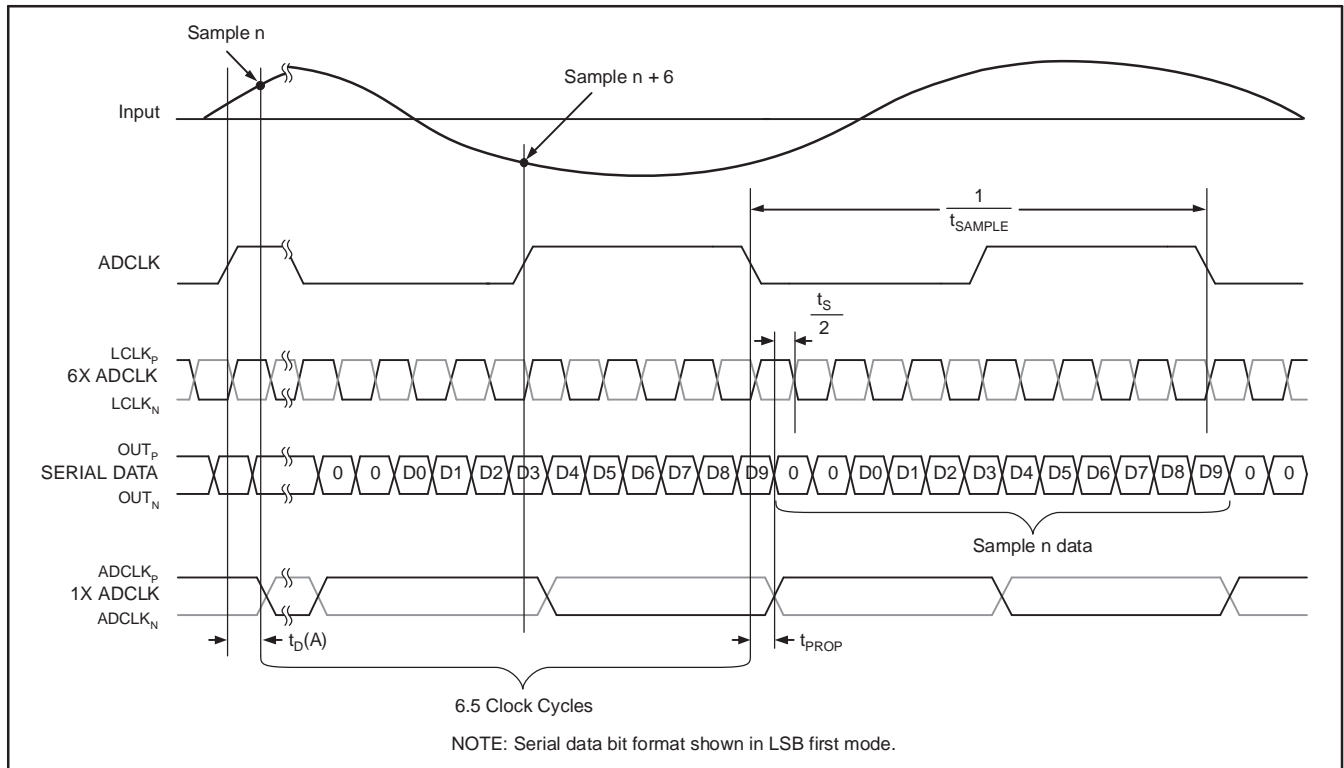 Sample n
Sample n + 6
Input
1
tSAMPLE
ADCLK
tS
2
LCLKP
6X ADCLK
LCLKN
OUTP
SERIAL DATA
OUTN
0 0 D0 D1 D2 D3 D4 D5 D6 D7 D8 D9 0 0 D0 D1 D2 D3 D4 D5 D6 D7 D8 D9 0 0
Sample n data
ADCLKP
1X ADCLK
ADCLKN
tD(A)
tPROP
6.5 Clock Cycles
NOTE: Serial data bit format shown in LSB first mode.